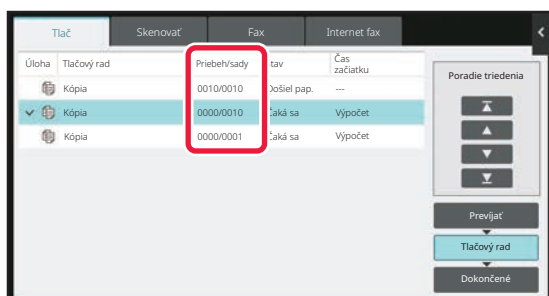 Tlač Skenovať Fax Internet fax
Úloha Tlačový rad Priebeh/sady tav Čas začiatku
Kópia 0010/0010 Došiel pap. ---
Kópia 0000/0010 Čaká sa Výpočet
Kópia 0000/0001 Čaká sa Výpočet
Poradie triedenia
Prevíjať
Tlačový rad
Dokončené